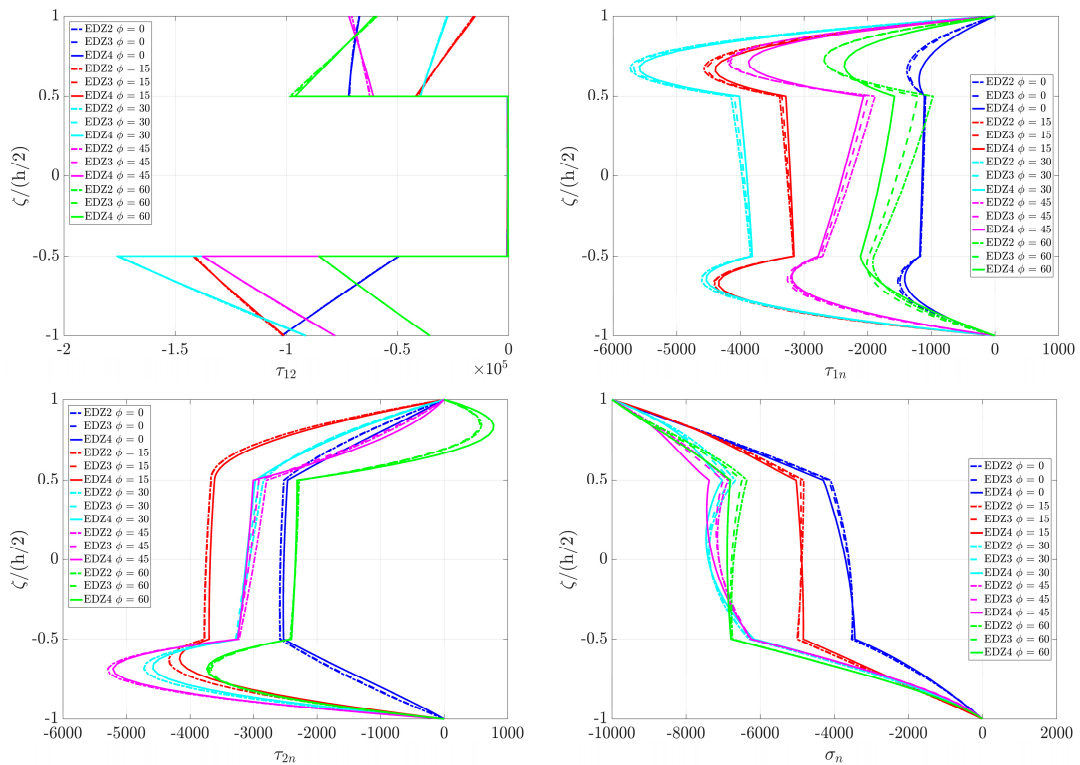 1
0.5
0
-0.5
-1
ζ/(h/2)
EDZ2 ϕ = 0
EDZ3 ϕ = 0
EDZ4 ϕ = 0
EDZ2 ϕ − 15
EDZ3 ϕ = 15
EDZ4 ϕ = 15
EDZ2 ϕ = 30
EDZ3 ϕ = 30
EDZ4 ϕ = 30
EDZ2 ϕ = 45
EDZ3 ϕ = 45
EDZ4 ϕ = 45
EDZ2 ϕ = 60
EDZ3 ϕ = 60
EDZ4 ϕ = 60
-2 -1.5 -1 -0.5 0
τ₁₂
×10⁵
1
0.5
0
-0.5
-1
ζ/(h/2)
EDZ2 ϕ = 0
EDZ3 ϕ = 0
EDZ4 ϕ = 0
EDZ2 ϕ = 15
EDZ3 ϕ = 15
EDZ4 ϕ = 15
EDZ2 ϕ = 30
EDZ3 ϕ = 30
EDZ4 ϕ = 30
EDZ2 ϕ = 45
EDZ3 ϕ = 45
EDZ4 ϕ = 45
EDZ2 ϕ = 60
EDZ3 ϕ = 60
EDZ4 ϕ = 60
-6000 -5000 -4000 -3000 -2000 -1000 0 1000
τ₁ₙ
1
0.5
0
-0.5
-1
ζ/(h/2)
EDZ2 ϕ = 0
EDZ3 ϕ = 0
EDZ4 ϕ = 0
EDZ2 ϕ − 15
EDZ3 ϕ = 15
EDZ4 ϕ = 15
EDZ2 ϕ = 30
EDZ3 ϕ = 30
EDZ4 ϕ = 30
EDZ2 ϕ = 45
EDZ3 ϕ = 45
EDZ4 ϕ = 45
EDZ2 ϕ = 60
EDZ3 ϕ = 60
EDZ4 ϕ = 60
-6000 -5000 -4000 -3000 -2000 -1000 0 1000
τ₂ₙ
1
0.5
0
-0.5
-1
ζ/(h/2)
EDZ2 ϕ = 0
EDZ3 ϕ = 0
EDZ4 ϕ = 0
EDZ2 ϕ = 15
EDZ3 ϕ = 15
EDZ4 ϕ = 15
EDZ2 ϕ = 30
EDZ3 ϕ = 30
EDZ4 ϕ = 30
EDZ2 ϕ = 45
EDZ3 ϕ = 45
EDZ4 ϕ − 45
EDZ2 ϕ = 60
EDZ3 ϕ = 60
EDZ4 ϕ = 60
-10000 -8000 -6000 -4000 -2000 0 2000
σₙ